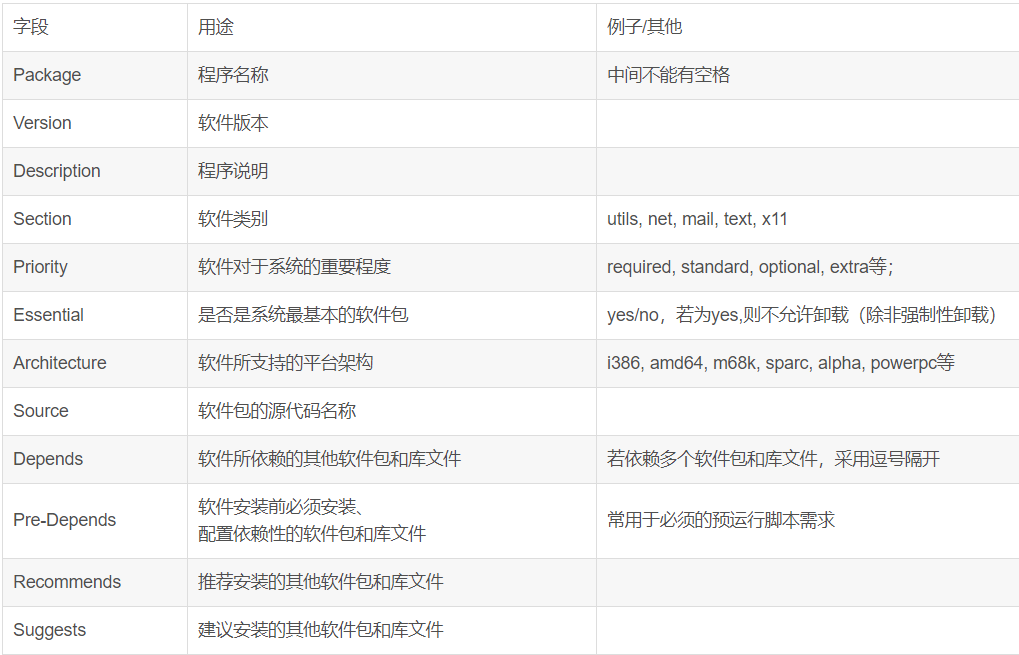 字段 用途 例子/其他
Package 程序名称 中间不能有空格
Version 软件版本
Description 程序说明
Section 软件类别 utils, net, mail, text, x11
Priority 软件对于系统的重要程度 required, standard, optional, extra等；
Essential 是否是系统最基本的软件包 yes/no，若为yes,则不允许卸载（除非强制性卸载）
Architecture 软件所支持的平台架构 i386, amd64, m68k, sparc, alpha, powerpc等
Source 软件包的源代码名称
Depends 软件所依赖的其他软件包和库文件 若依赖多个软件包和库文件，采用逗号隔开
Pre-Depends 软件安装前必须安装、
配置依赖性的软件包和库文件 常用于必须的预运行脚本需求
Recommends 推荐安装的其他软件包和库文件
Suggests 建议安装的其他软件包和库文件